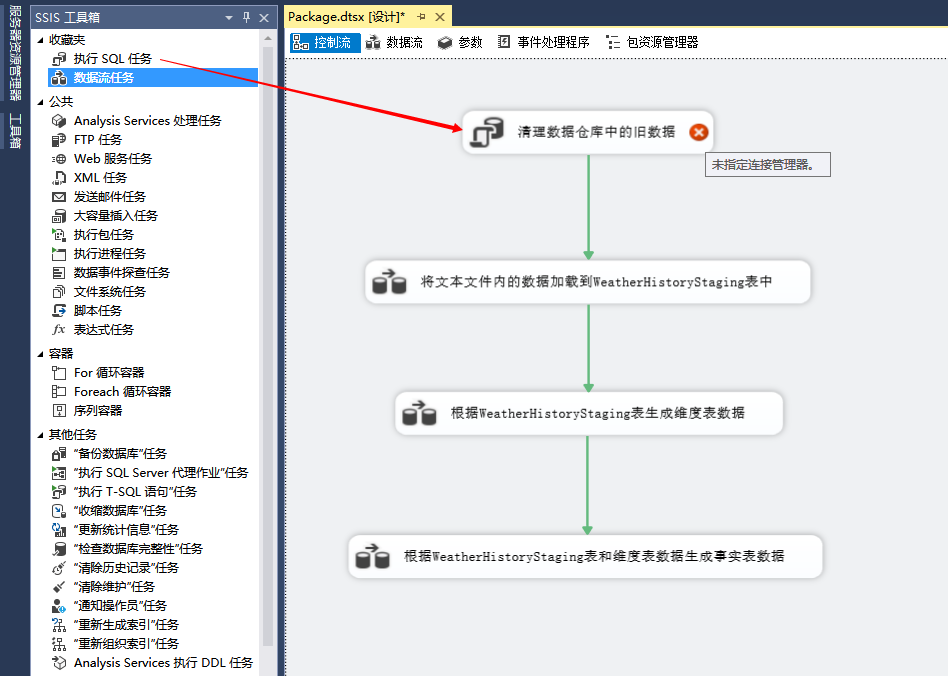 服务器资源管理器
工具箱
SSIS 工具箱
收藏夹
执行 SQL 任务
数据流任务
公共
Analysis Services 处理任务
FTP 任务
Web 服务任务
XML 任务
发送邮件任务
大容量插入任务
执行包任务
执行进程任务
数据事件探查任务
文件系统任务
脚本任务
表达式任务
容器
For 循环容器
Foreach 循环容器
序列容器
其他任务
“备份数据库”任务
“执行 SQL Server 代理作业”任务
“执行 T-SQL 语句”任务
“收缩数据库”任务
“更新统计信息”任务
“检查数据库完整性”任务
“清除历史记录”任务
“清除维护”任务
“通知操作员”任务
“重新生成索引”任务
“重新组织索引”任务
Analysis Services 执行 DDL 任务
Package.dtsx [设计]*
控制流 数据流 参数 事件处理程序 包资源管理器
清理数据仓库中的旧数据
未指定连接管理器。
将文本文件内的数据加载到WeatherHistoryStaging表中
根据WeatherHistoryStaging表生成维度表数据
根据WeatherHistoryStaging表和维度表数据生成事实表数据